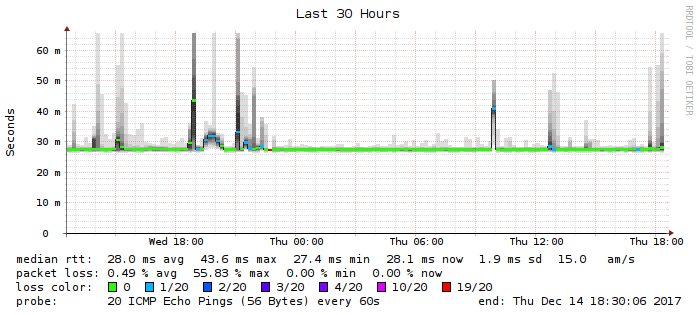 Last 30 Hours
RRDTOOL / TOBI OETIKER
Seconds
60 m
50 m
40 m
30 m
20 m
10 m
0
Wed 18:00 Thu 00:00 Thu 06:00 Thu 12:00 Thu 18:00
median rtt: 28.0 ms avg 43.6 ms max 27.4 ms min 28.1 ms now 1.9 ms sd 15.0 am/s
packet loss: 0.49 % avg 55.83 % max 0.00 % min 0.00 % now
loss color: 0 1/20 2/20 3/20 4/20 10/20 19/20
probe: 20 ICMP Echo Pings (56 Bytes) every 60s end: Thu Dec 14 18:30:06 2017